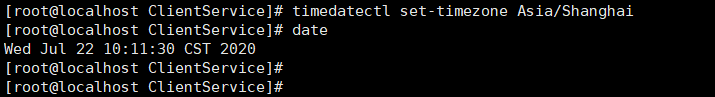 [root@localhost ClientService]# timedatectl set-timezone Asia/Shanghai
[root@localhost ClientService]# date
Wed Jul 22 10:11:30 CST 2020
[root@localhost ClientService]#
[root@localhost ClientService]#